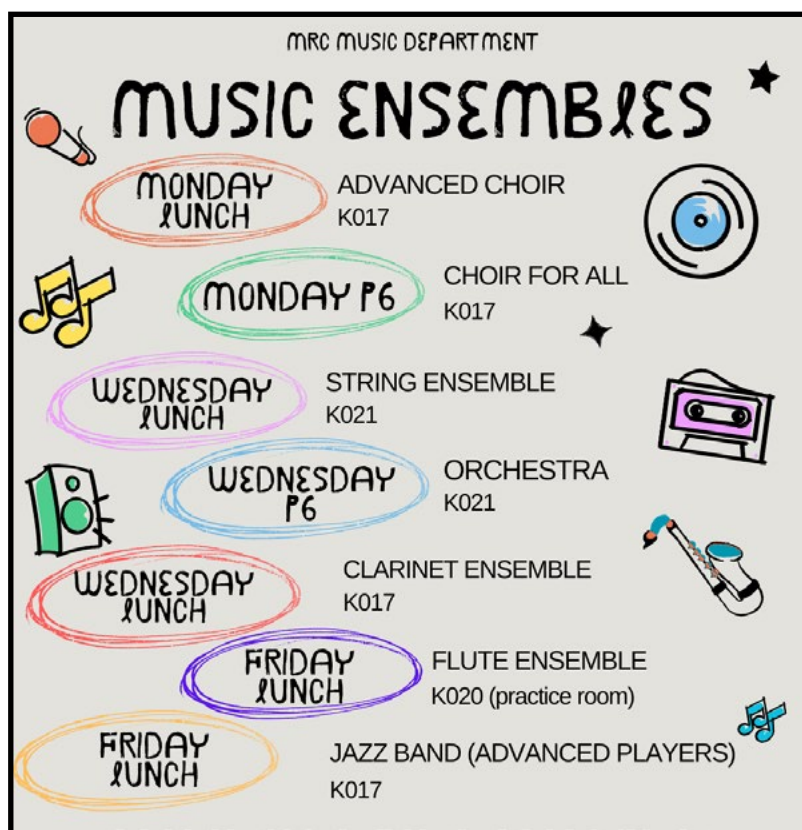 MRC MUSIC DEPARTMENT
MUSIC ENSEMBLES
MONDAY
LUNCH
ADVANCED CHOIR
K017
MONDAY P6
CHOIR FOR ALL
K017
WEDNESDAY
LUNCH
STRING ENSEMBLE
K021
WEDNESDAY
P6
ORCHESTRA
K021
WEDNESDAY
LUNCH
CLARINET ENSEMBLE
K017
FRIDAY
LUNCH
FLUTE ENSEMBLE
K020 (practice room)
FRIDAY
LUNCH
JAZZ BAND (ADVANCED PLAYERS)
K017